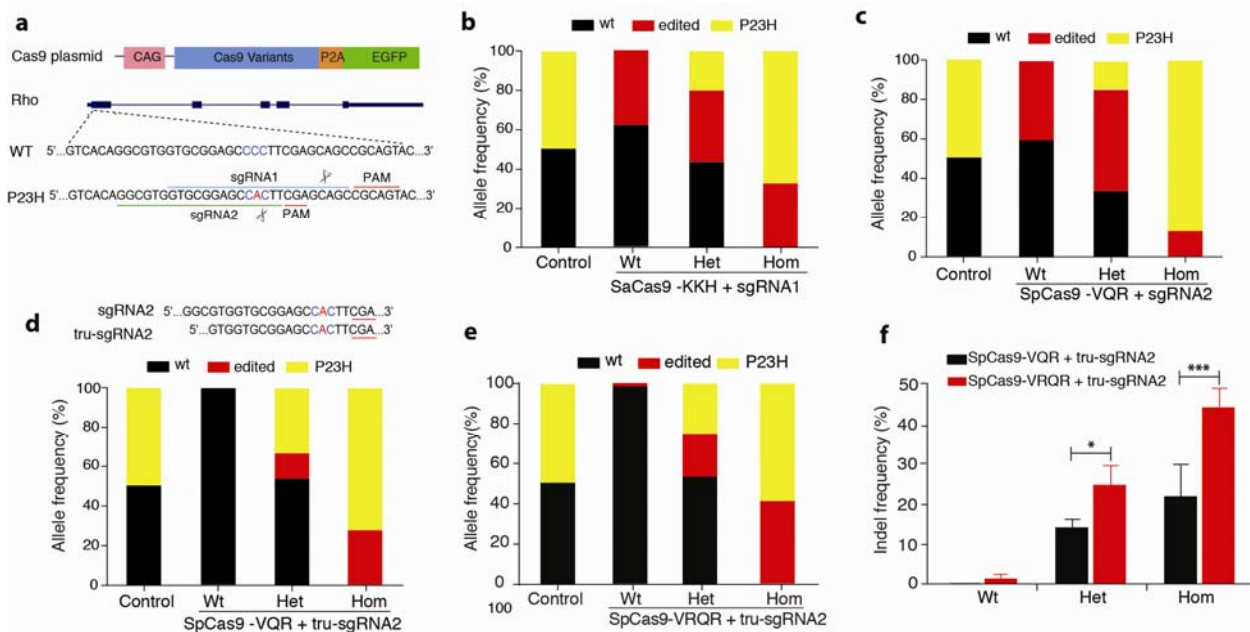 a
Cas9 plasmid
CAG
Cas9 Variants
P2A
EGFP
Rho
WT
5'...GTCACAGGCGTGGTGCGGAGCCCCTTCGAGCAGCCGCAGTAC...3'
sgRNA1
PAM
P23H
5'...GTCACAGGCGTGGTGCGGAGCCACTTCGAGCAGCCGCAGTAC...3'
sgRNA2
PAM
b
wt edited P23H
Allele frequency (%)
100
80
60
40
20
0
Control Wt Het Hom
SaCas9 -KKH + sgRNA1
c
wt edited P23H
Allele frequency (%)
100
80
60
40
20
0
Control Wt Het Hom
SpCas9 -VQR + sgRNA2
d
sgRNA2 5'...GGCGTGGTGCGGAGCCACTTCGA...3'
tru-sgRNA2 5'...GTGGTGCGGAGCCACTTCGA...3'
wt edited P23H
Allele frequency (%)
100
80
60
40
20
0
Control Wt Het Hom
SpCas9 -VQR + tru-sgRNA2
e
wt edited P23H
Allele frequency(%)
100
80
60
40
20
0
Control Wt Het Hom
100
SpCas9-VRQR + tru-sgRNA2
f
SpCas9-VQR + tru-sgRNA2
SpCas9-VRQR + tru-sgRNA2
Indel frequency (%)
50
40
30
20
10
0
*
***
Wt Het Hom